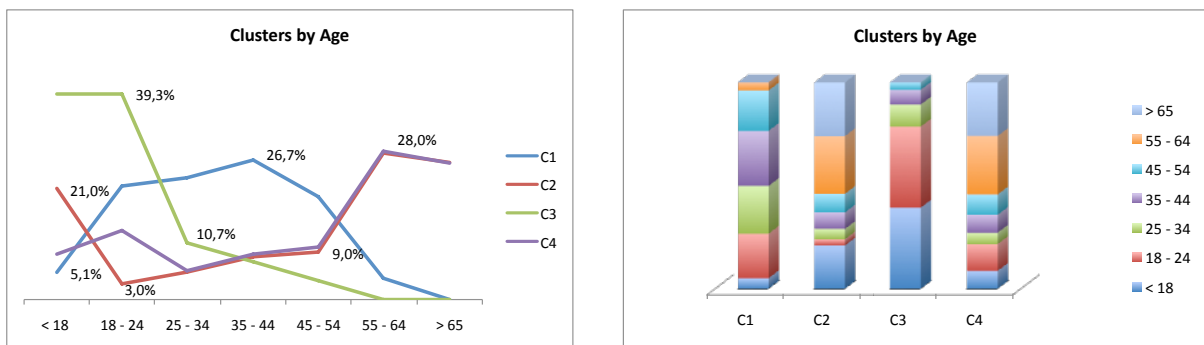 Clusters by Age
39,3%
28,0%
26,7%
21,0%
10,7%
9,0%
5,1%
3,0%
C1
C2
C3
C4
< 18 18 - 24 25 - 34 35 - 44 45 - 54 55 - 64 > 65
Clusters by Age
> 65
55 - 64
45 - 54
35 - 44
25 - 34
18 - 24
< 18
C1 C2 C3 C4